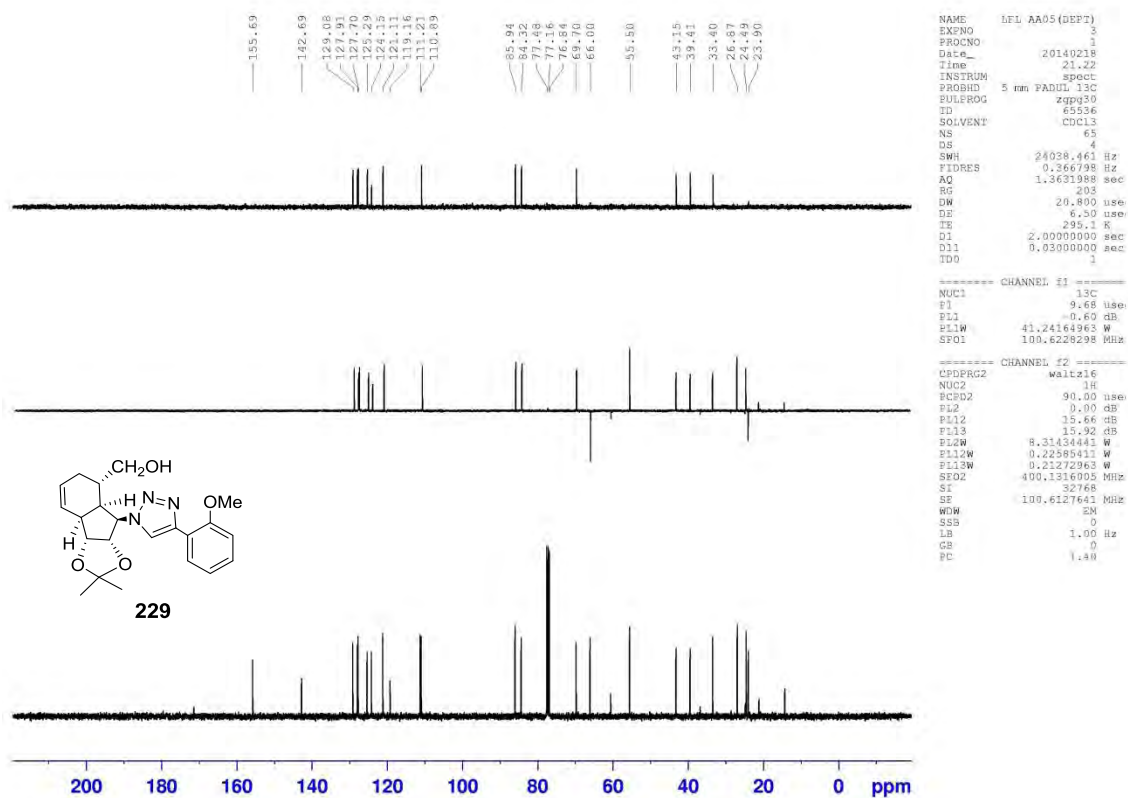 155.69
142.69
129.08
127.91
127.70
125.29
124.15
121.11
119.16
111.21
110.89
85.94
84.32
77.48
77.16
76.84
69.70
66.00
55.50
43.15
39.41
33.40
26.87
24.49
23.90
NAME LFL AA05(DEPT)
EXPNO 3
PROCNO 1
Date_ 20140218
Time 21.22
INSTRUM spect
PROBHD 5 mm PADUL 13C
PULPROG zgpg30
TD 65536
SOLVENT CDCl3
NS 65
DS 4
SWH 24038.461 Hz
FIDRES 0.366798 Hz
AQ 1.3631988 sec
RG 203
DW 20.800 use
DE 6.50 use
TE 295.1 K
D1 2.00000000 sec
D11 0.03000000 sec
TD0 1
======== CHANNEL f1 ========
NUC1 13C
P1 9.68 use
PL1 -0.60 dB
PL1W 41.24164963 W
SFO1 100.6228298 MHz
======== CHANNEL f2 ========
CPDPRG2 waltz16
NUC2 1H
PCPD2 90.00 use
PL2 0.00 dB
PL12 15.66 dB
PL13 15.92 dB
PL2W 8.31434441 W
PL12W 0.22585411 W
PL13W 0.21272963 W
SFO2 400.1316005 MHz
SI 32768
SF 100.6127641 MHz
WDW EM
SSB 0
LB 1.00 Hz
GB 0
PC 1.40
CH2OH
H N N N OMe
N
H
O O
229
200 180 160 140 120 100 80 60 40 20 0 ppm